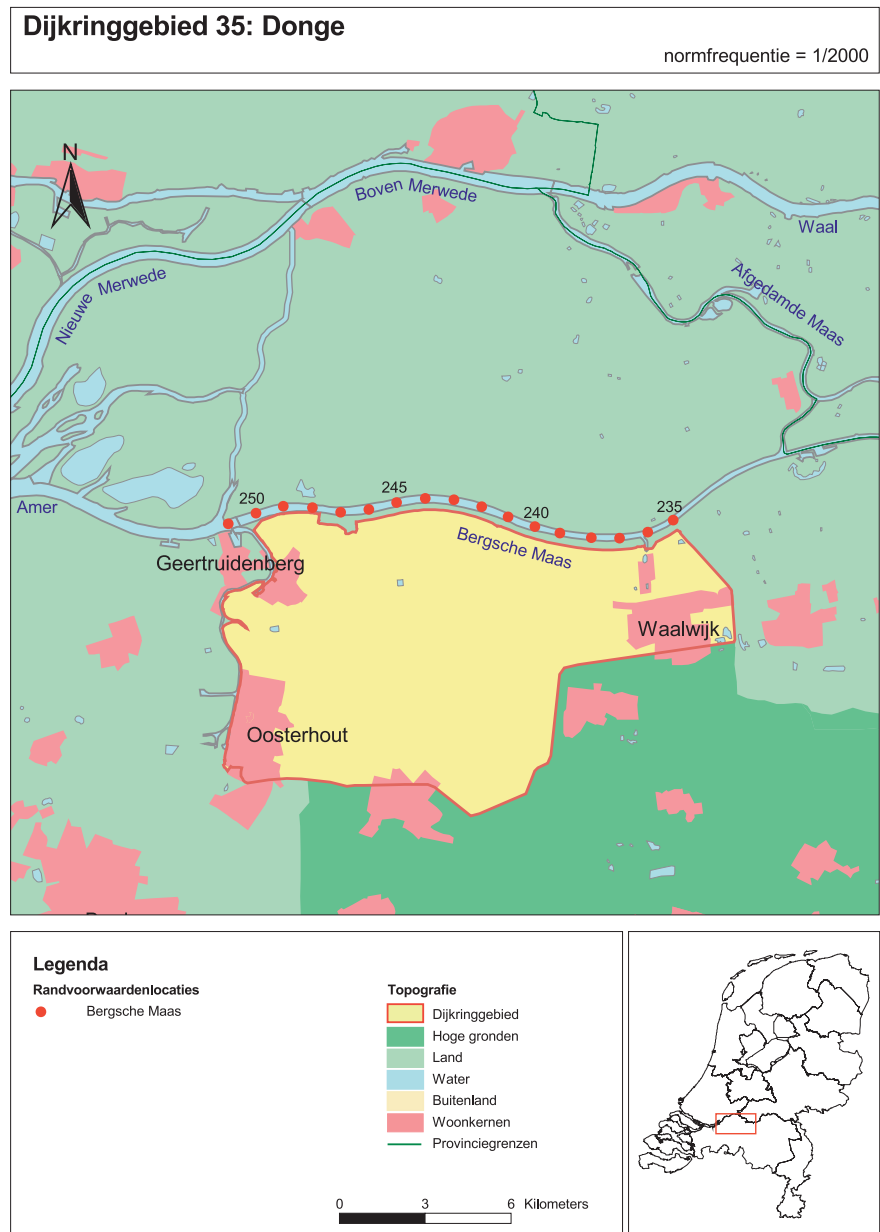 Dijkringgebied 35: Donge
normfrequentie = 1/2000
N
Boven Merwede
Waal
Nieuwe Merwede
Afgedamde Maas
Amer
250
245
240
235
Bergsche Maas
Geertruidenberg
Waalwijk
Oosterhout
Legenda
Randvoorwaardenlocaties
Bergsche Maas
Topografie
Dijkringgebied
Hoge gronden
Land
Water
Buitenland
Woonkernen
Provinciegrenzen
0 3 6 Kilometers